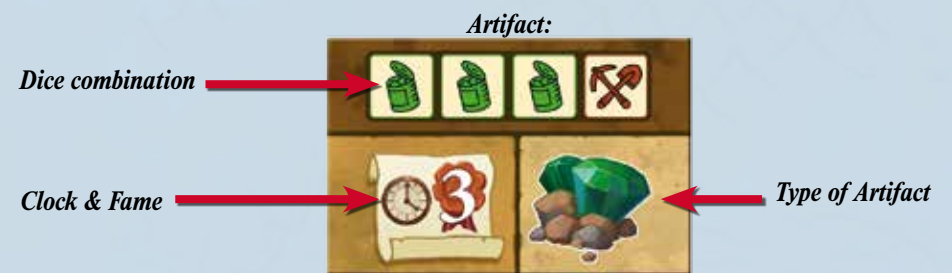 Artifact:
Dice combination
3
Clock & Fame
Type of Artifact